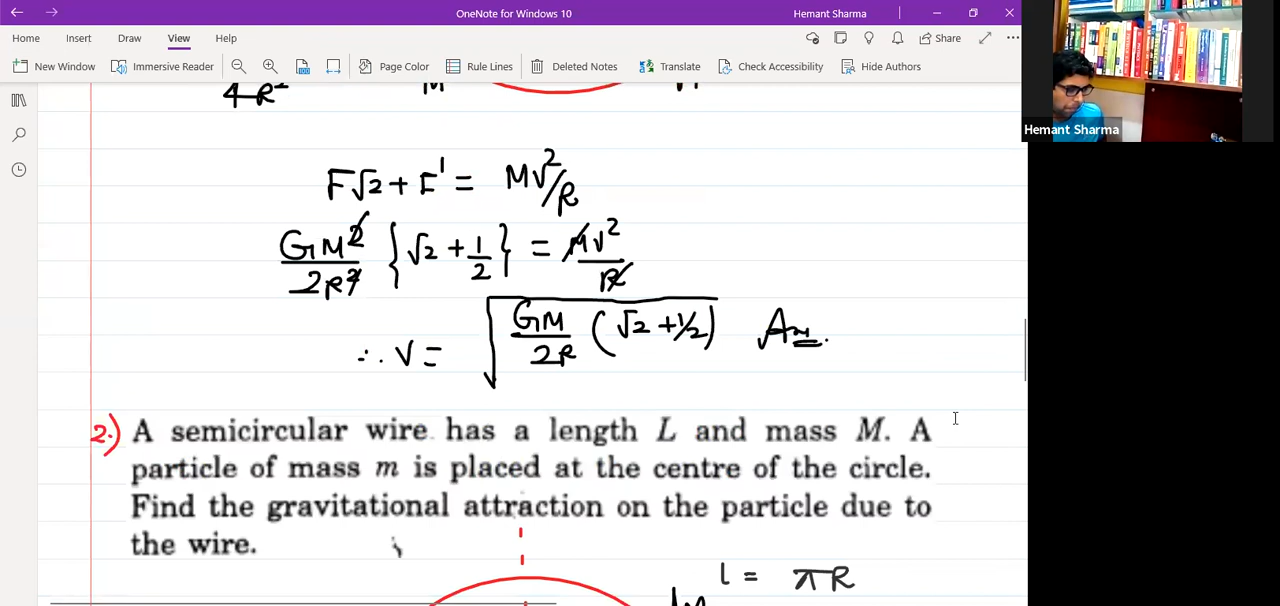 OneNote for Windows 10
Hemant Sharma
Home Insert Draw View Help
Share
New Window Immersive Reader Page Color Rule Lines Deleted Notes Translate Check Accessibility Hide Authors
Hemant Sharma
4R²
F√2 + F' = MV²/R
GM²/2R² {√2 + 1/2} = MV²/R
∴ V = √(GM/2R (√2 + 1/2)) Ans.
2.) A semicircular wire has a length L and mass M. A
particle of mass m is placed at the centre of the circle.
Find the gravitational attraction on the particle due to
the wire.
l = πR